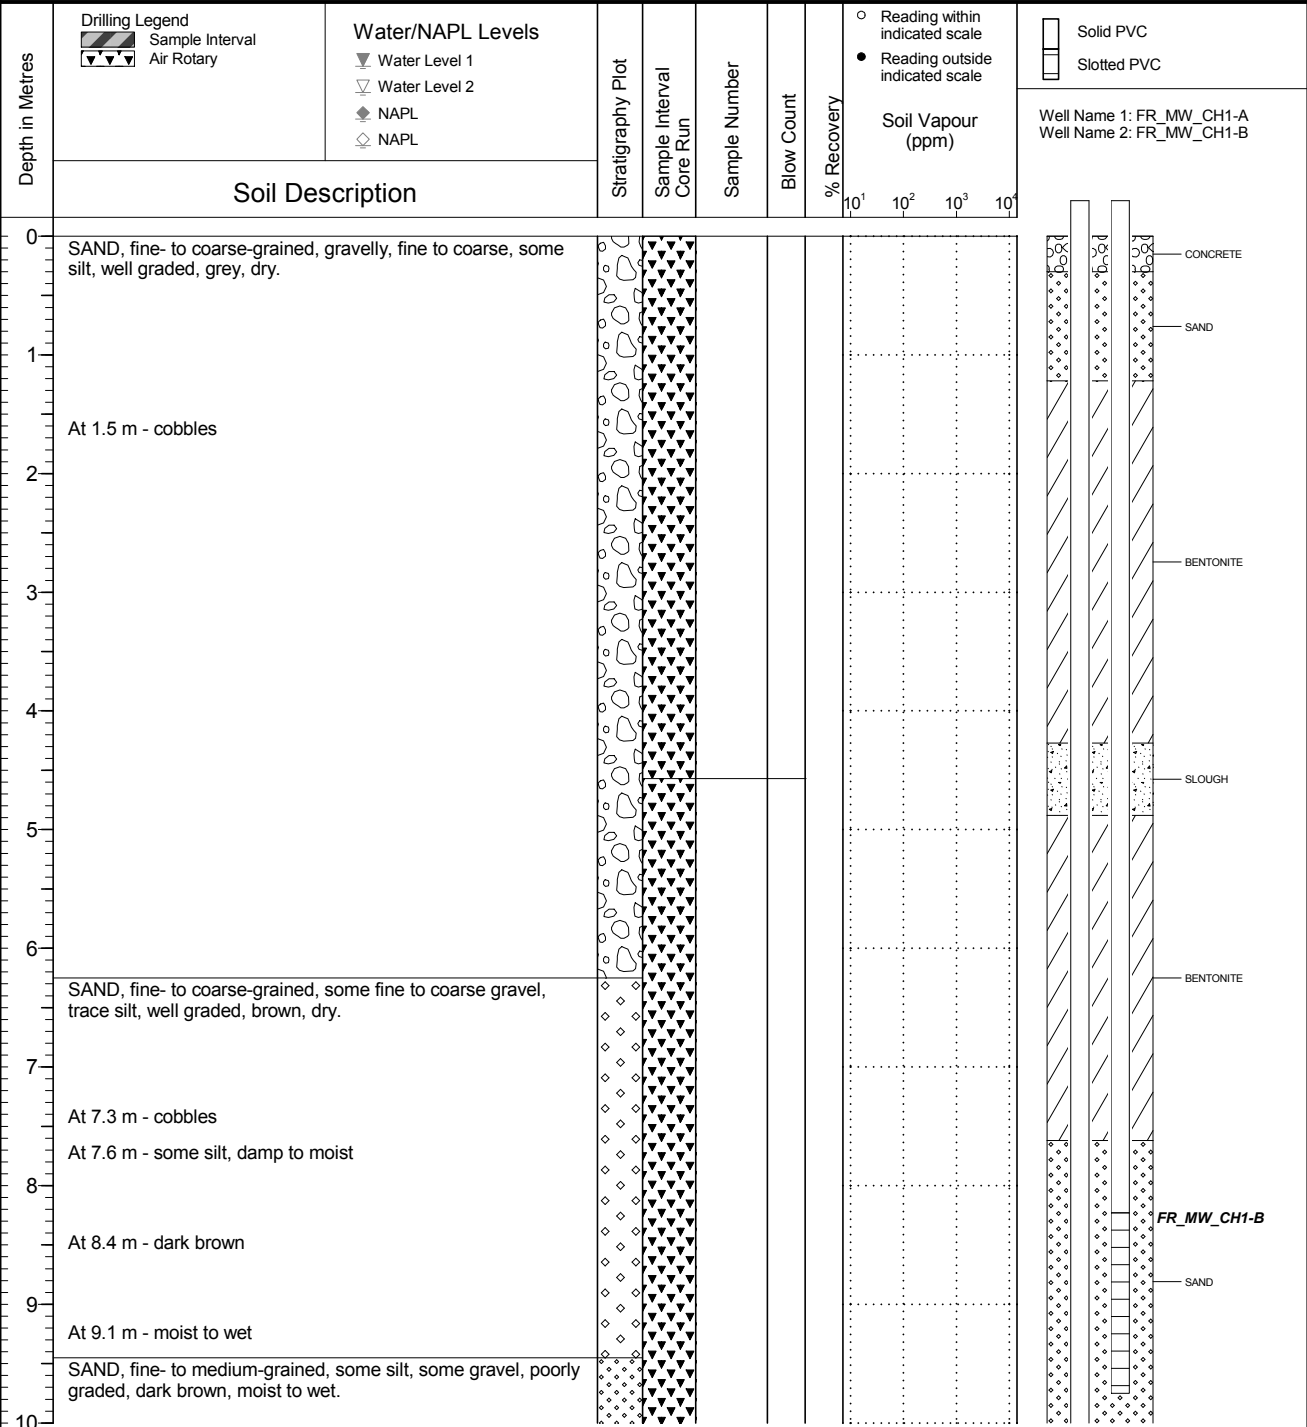 Drilling Legend
Sample Interval
Air Rotary
Water/NAPL Levels
Water Level 1
Water Level 2
NAPL
NAPL
Depth in Metres
Soil Description
Stratigraphy Plot
Sample Interval
Core Run
Sample Number
Blow Count
% Recovery
Reading within
indicated scale
Reading outside
indicated scale
Soil Vapour
(ppm)
10¹ 10² 10³ 10⁴
Solid PVC
Slotted PVC
Well Name 1: FR_MW_CH1-A
Well Name 2: FR_MW_CH1-B
0
SAND, fine- to coarse-grained, gravelly, fine to coarse, some
silt, well graded, grey, dry.
CONCRETE
SAND
1
At 1.5 m - cobbles
2
BENTONITE
3
4
SLOUGH
5
6
SAND, fine- to coarse-grained, some fine to coarse gravel,
trace silt, well graded, brown, dry.
BENTONITE
7
At 7.3 m - cobbles
At 7.6 m - some silt, damp to moist
8
FR_MW_CH1-B
At 8.4 m - dark brown
SAND
9
At 9.1 m - moist to wet
SAND, fine- to medium-grained, some silt, some gravel, poorly
graded, dark brown, moist to wet.
10